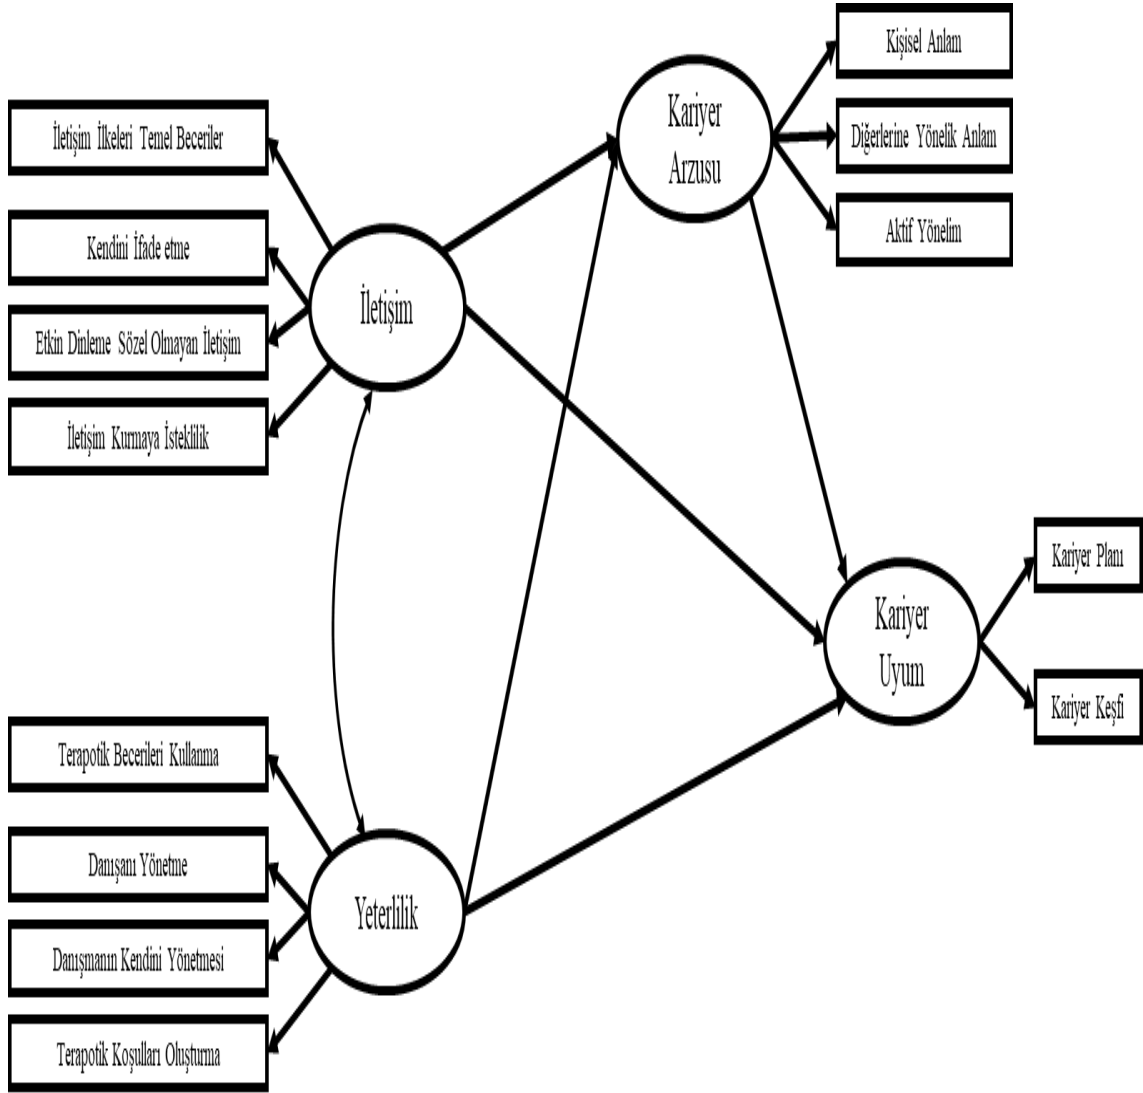 Kişisel Anlam
Diğerlerine Yönelik Anlam
Aktif Yönelim
Kariyer
Arzusu
İletişim İlkeleri Temel Beceriler
Kendini İfade etme
Etkin Dinleme Sözel Olmayan İletişim
İletişim Kurmaya İsteklilik
İletişim
Kariyer Planı
Kariyer Keşfi
Kariyer
Uyum
Terapotik Becerileri Kullanma
Danışanı Yönetme
Danışmanın Kendini Yönetmesi
Terapotik Koşulları Oluşturma
Yeterlilik